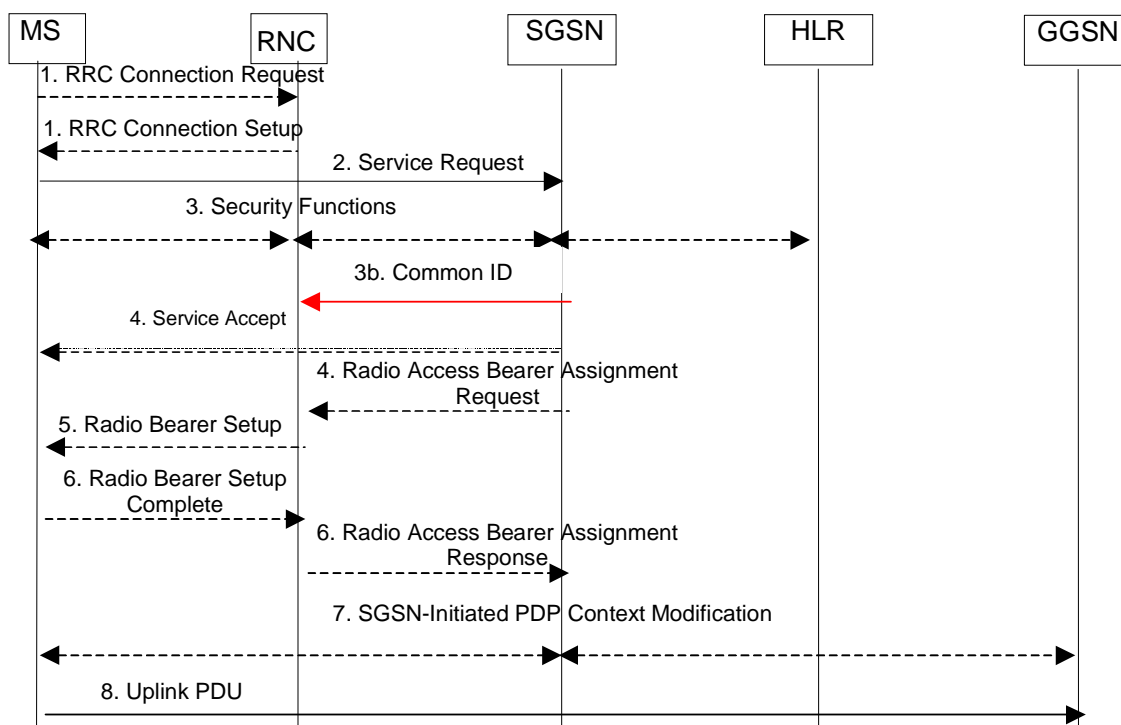 MS
RNC
SGSN
HLR
GGSN
1. RRC Connection Request
1. RRC Connection Setup
2. Service Request
3. Security Functions
3b. Common ID
4. Service Accept
4. Radio Access Bearer Assignment
Request
5. Radio Bearer Setup
6. Radio Bearer Setup
Complete
6. Radio Access Bearer Assignment
Response
7. SGSN-Initiated PDP Context Modification
8. Uplink PDU